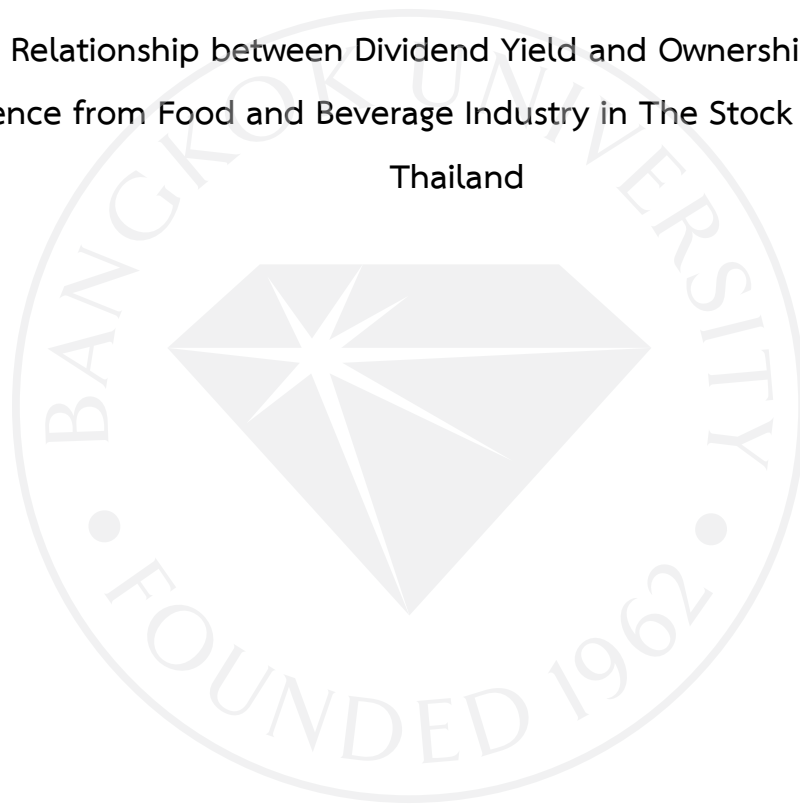 Relationship between Dividend Yield and Ownershi
ence from Food and Beverage Industry in The Stock
Thailand
BANGKOK UNIVERSITY
• FOUNDED 1962 •